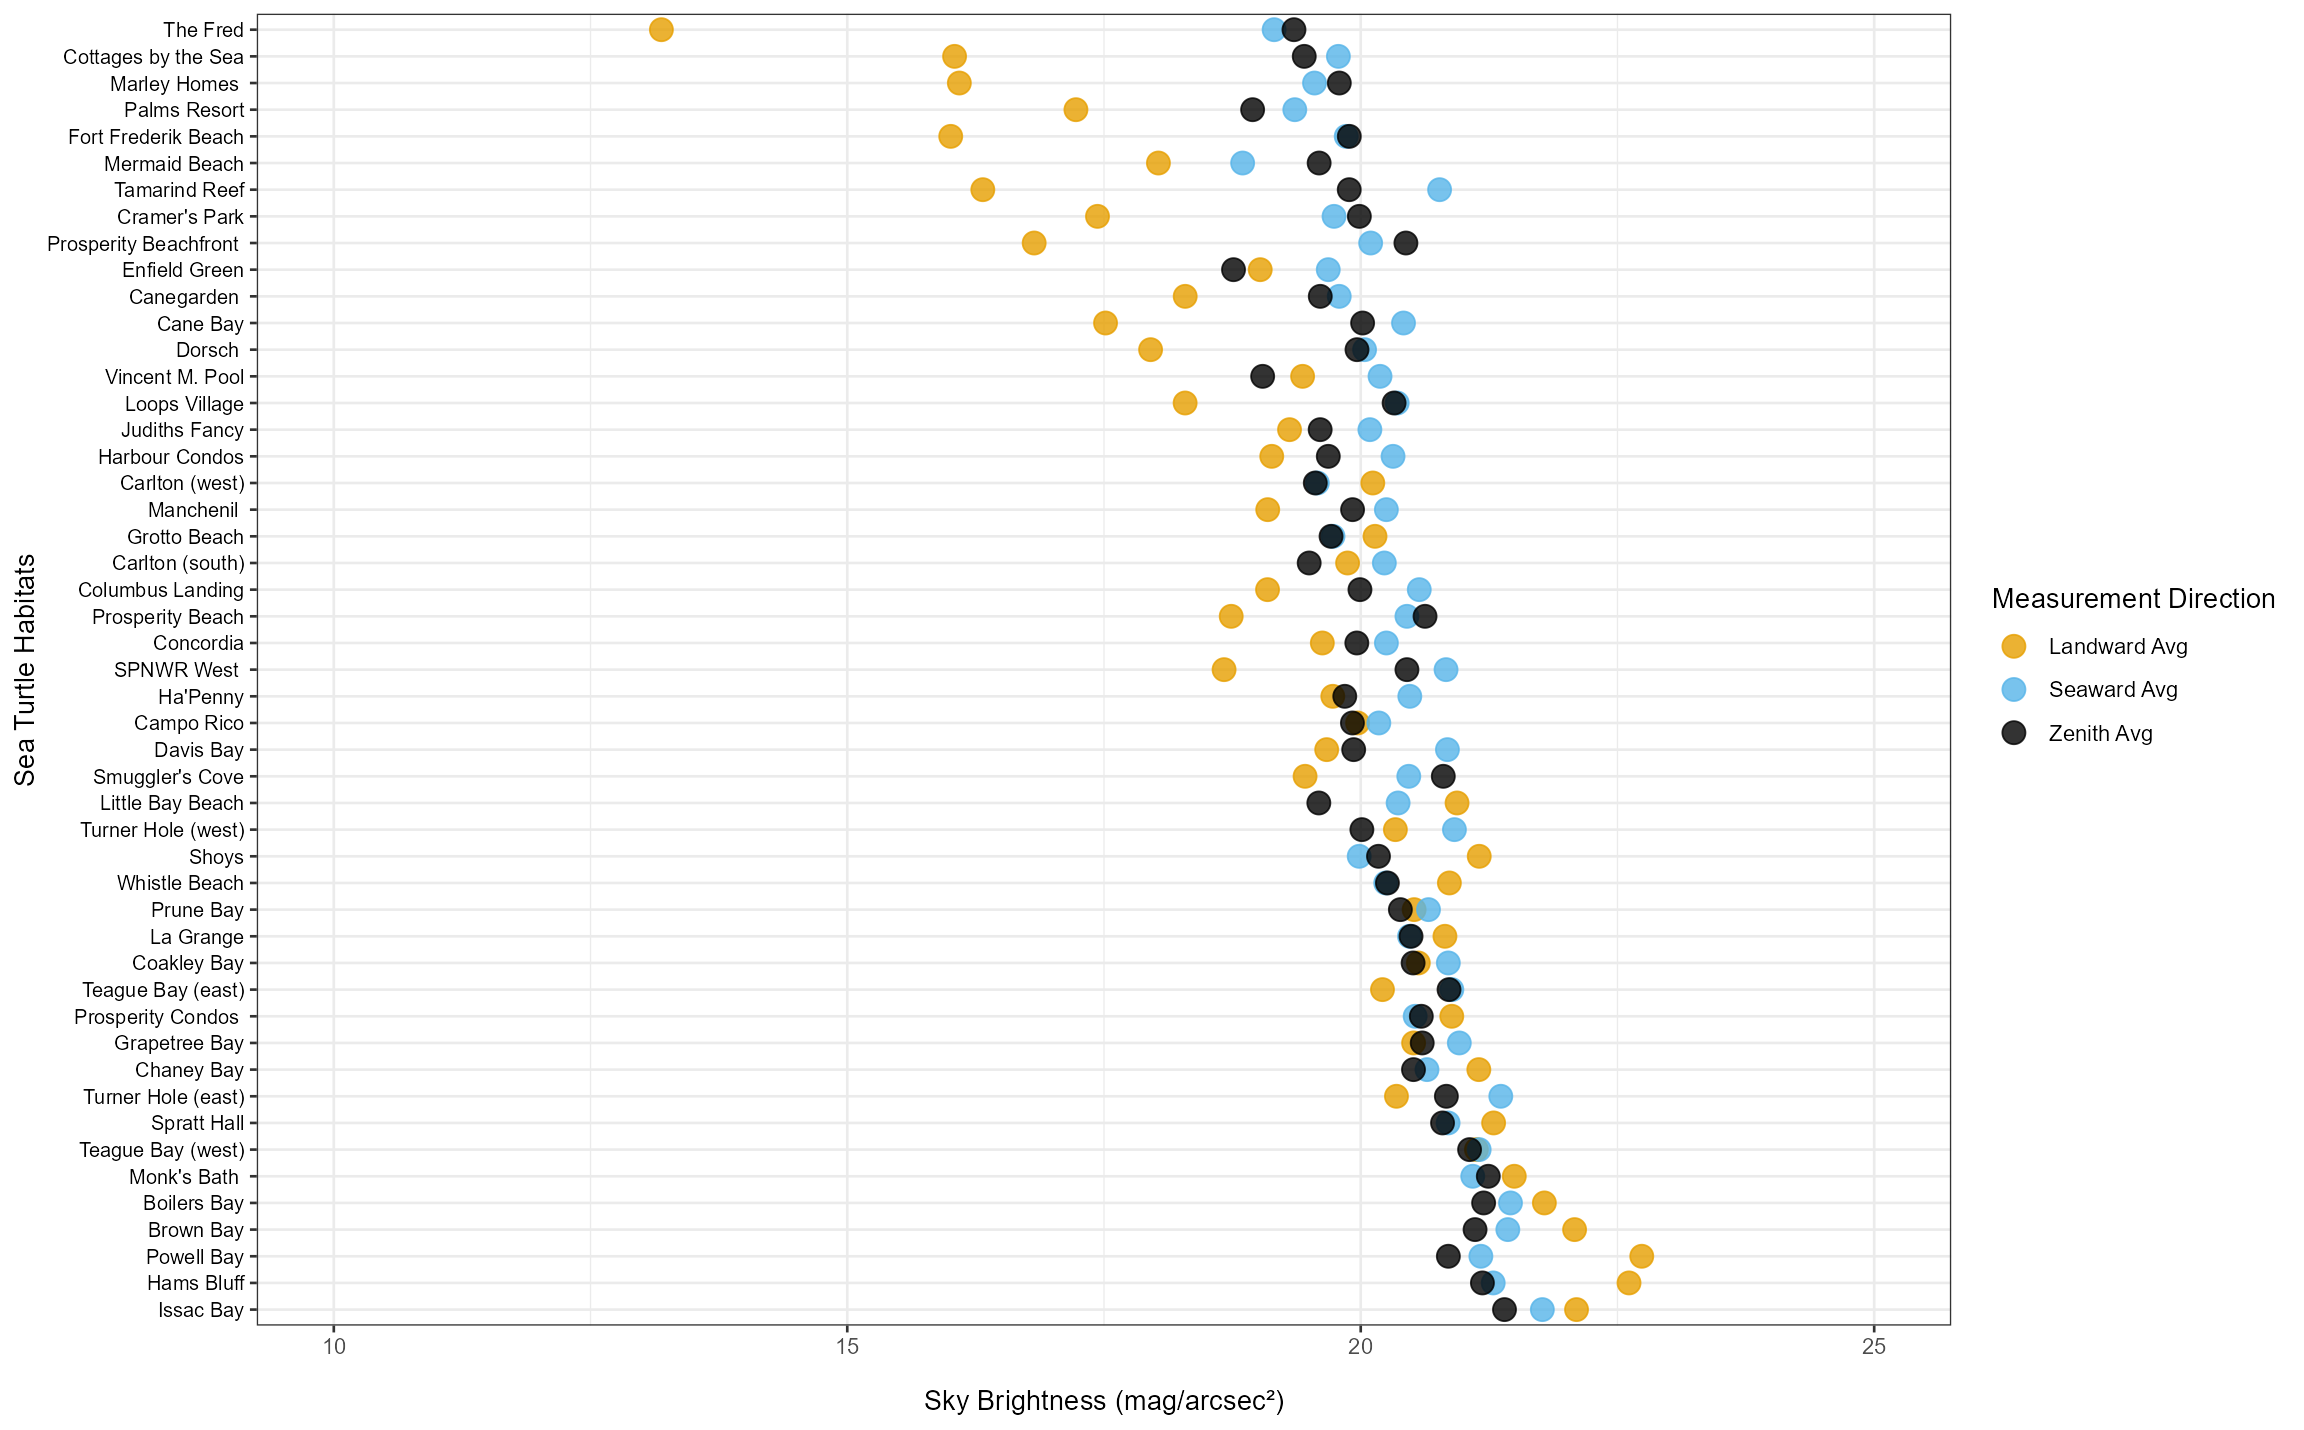 The Fred
Cottages by the Sea
Marley Homes
Palms Resort
Fort Frederik Beach
Mermaid Beach
Tamarind Reef
Cramer's Park
Prosperity Beachfront
Enfield Green
Canegarden
Cane Bay
Dorsch
Vincent M. Pool
Loops Village
Judiths Fancy
Harbour Condos
Carlton (west)
Manchenil
Grotto Beach
Carlton (south)
Columbus Landing
Prosperity Beach
Concordia
SPNWR West
Ha'Penny
Campo Rico
Davis Bay
Smuggler's Cove
Little Bay Beach
Turner Hole (west)
Shoys
Whistle Beach
Prune Bay
La Grange
Coakley Bay
Teague Bay (east)
Prosperity Condos
Grapetree Bay
Chaney Bay
Turner Hole (east)
Spratt Hall
Teague Bay (west)
Monk's Bath
Boilers Bay
Brown Bay
Powell Bay
Hams Bluff
Issac Bay
Sea Turtle Habitats
10 15 20 25
Sky Brightness (mag/arcsec²)
Measurement Direction
Landward Avg
Seaward Avg
Zenith Avg